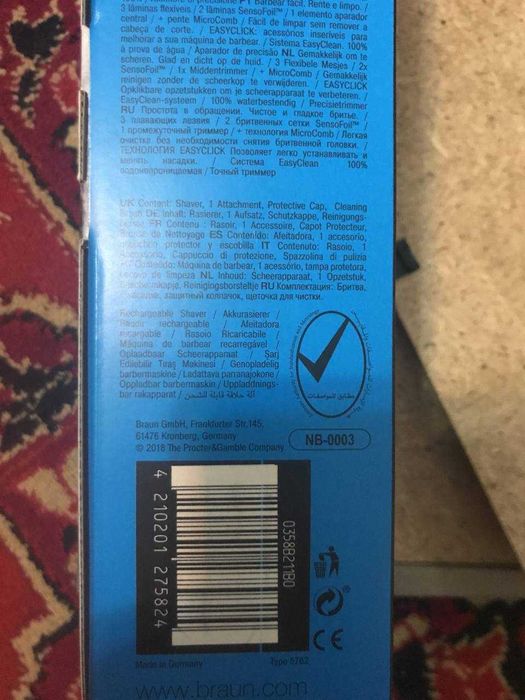 3 lâminas flexíveis / 2 lâminas SensoFoil™ / 1 elemento aparador
central / + pente MicroComb / Fácil de limpar sem remover a
cabeça de corte. / EASYCLICK: acessórios inseríveis para
melhorar a sua máquina de barbear. / Sistema EasyClean. 100%
à prova de água / Aparador de precisão NL Gemakkelijk om te
scheren. Glad en dicht op de huid. / 3 Flexibele Mesjes / 2x
SensoFoil™ / 1x Middentrimmer / + MicroComb / Gemakkelijk
reinigen zonder de scheerkop te verwijderen. / EASYCLICK
Opklikbare opzetstukken om je scheerapparaat te verbeteren. /
EasyClean-systeem / 100% waterbestendig / Precisietrimmer
RU Простота в обращении. Чистое и гладкое бритье. /
3 плавающих лезвия / 2 бритвенных сетки SensoFoil™ /
1 промежуточный триммер / + технология MicroComb / Легкая
очистка без необходимости снятия бритвенной головки. /
ТЕХНОЛОГИЯ EASYCLICK Позволяет легко устанавливать и
менять насадки. / Система EasyClean 100%
водонепроницаемая / Точный триммер
UK Content: Shaver, 1 Attachment, Protective Cap, Cleaning
Brush DE Inhalt: Rasierer, 1 Aufsatz, Schutzkappe, Reinigungs-
FR Contenu : Rasoir, 1 Accessoire, Capot Protecteur,
de Nettoyage ES Contenido: Afeitadora, 1 accesorio,
protector y escobilla IT Contenuto: Rasoio, 1
Accessorio, Cappuccio di protezione, Spazzolina di pulizia
PT Conteúdo: Máquina de barbear, 1 acessório, tampa protetora,
de limpeza NL Inhoud: Scheerapparaat, 1 Opzetstuk,
Reinigigsborsteltje RU Комплектация: Бритва,
защитный колпачок, щеточка для чистки.
Rechargeable Shaver / Akkurasierer /
Rasoir rechargeable / Afeitadora
recargable / Rasoio Ricaricabile /
Máquina de barbear recarregável /
Oplaadbaar Scheerapparaat / Şarj
Edilebilir Tıraş Makinesi / Genopladelig
barbermaskine / Ladattava parranajokone /
Oppladbar barbermaskin / Uppladdnings-
bar rakapparat / آلة حلاقة قابلة للشحن
مطابق للمواصفات
Braun GmbH, Frankfurter Str.145,
61476 Kronberg, Germany
© 2018 The Procter&Gamble Company
NB-0003
4 210201 275824
0358B211B0
CE
Made in Germany
Type 5762
www.braun.com